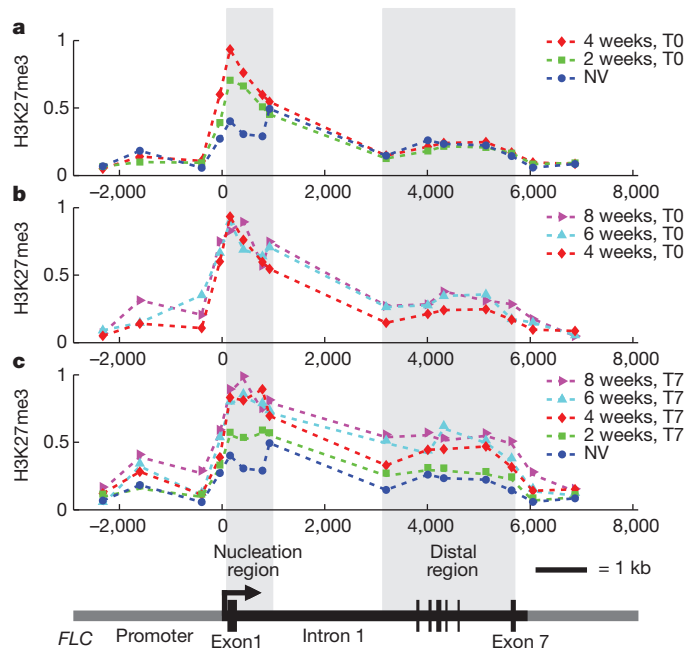 a
H3K27me3
1
0.5
0
4 weeks, T0
2 weeks, T0
NV
−2,000 0 2,000 4,000 6,000 8,000
b
H3K27me3
1
0.5
0
8 weeks, T0
6 weeks, T0
4 weeks, T0
−2,000 0 2,000 4,000 6,000 8,000
c
H3K27me3
1
0.5
0
8 weeks, T7
6 weeks, T7
4 weeks, T7
2 weeks, T7
NV
−2,000 0 2,000 4,000 6,000 8,000
Nucleation
region
Distal
region
= 1 kb
FLC Promoter Exon1 Intron 1 Exon 7